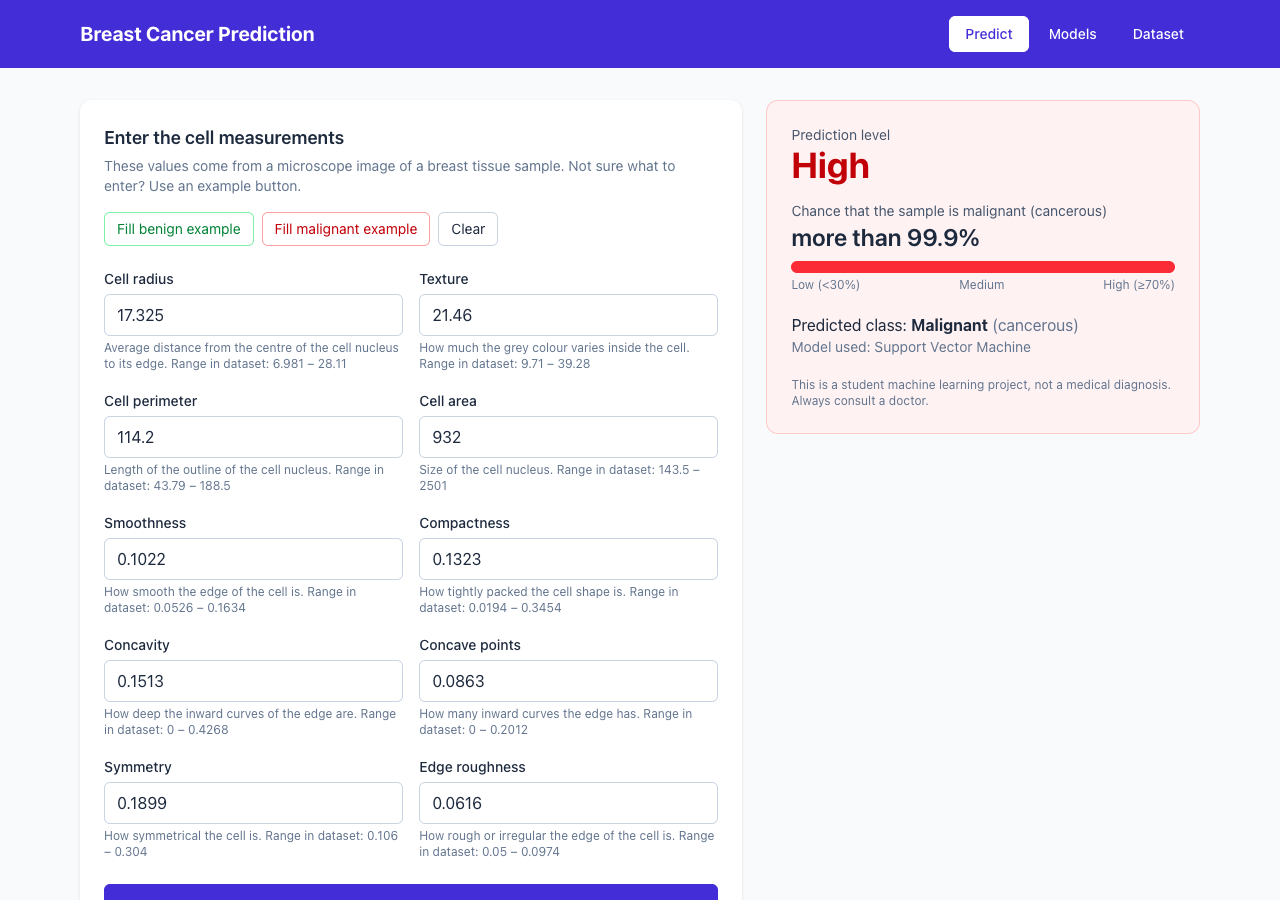 Breast Cancer Prediction
Predict
Models
Dataset
Enter the cell measurements
These values come from a microscope image of a breast tissue sample. Not sure what to
enter? Use an example button.
Fill benign example
Fill malignant example
Clear
Cell radius
17.325
Average distance from the centre of the cell nucleus
to its edge. Range in dataset: 6.981 – 28.11
Texture
21.46
How much the grey colour varies inside the cell.
Range in dataset: 9.71 – 39.28
Cell perimeter
114.2
Length of the outline of the cell nucleus. Range in
dataset: 43.79 – 188.5
Cell area
932
Size of the cell nucleus. Range in dataset: 143.5 –
2501
Smoothness
0.1022
How smooth the edge of the cell is. Range in
dataset: 0.0526 – 0.1634
Compactness
0.1323
How tightly packed the cell shape is. Range in
dataset: 0.0194 – 0.3454
Concavity
0.1513
How deep the inward curves of the edge are. Range
in dataset: 0 – 0.4268
Concave points
0.0863
How many inward curves the edge has. Range in
dataset: 0 – 0.2012
Symmetry
0.1899
How symmetrical the cell is. Range in dataset: 0.106
– 0.304
Edge roughness
0.0616
How rough or irregular the edge of the cell is. Range
in dataset: 0.05 – 0.0974
Prediction level
High
Chance that the sample is malignant (cancerous)
more than 99.9%
Low (<30%)
Medium
High (≥70%)
Predicted class: Malignant (cancerous)
Model used: Support Vector Machine
This is a student machine learning project, not a medical diagnosis.
Always consult a doctor.